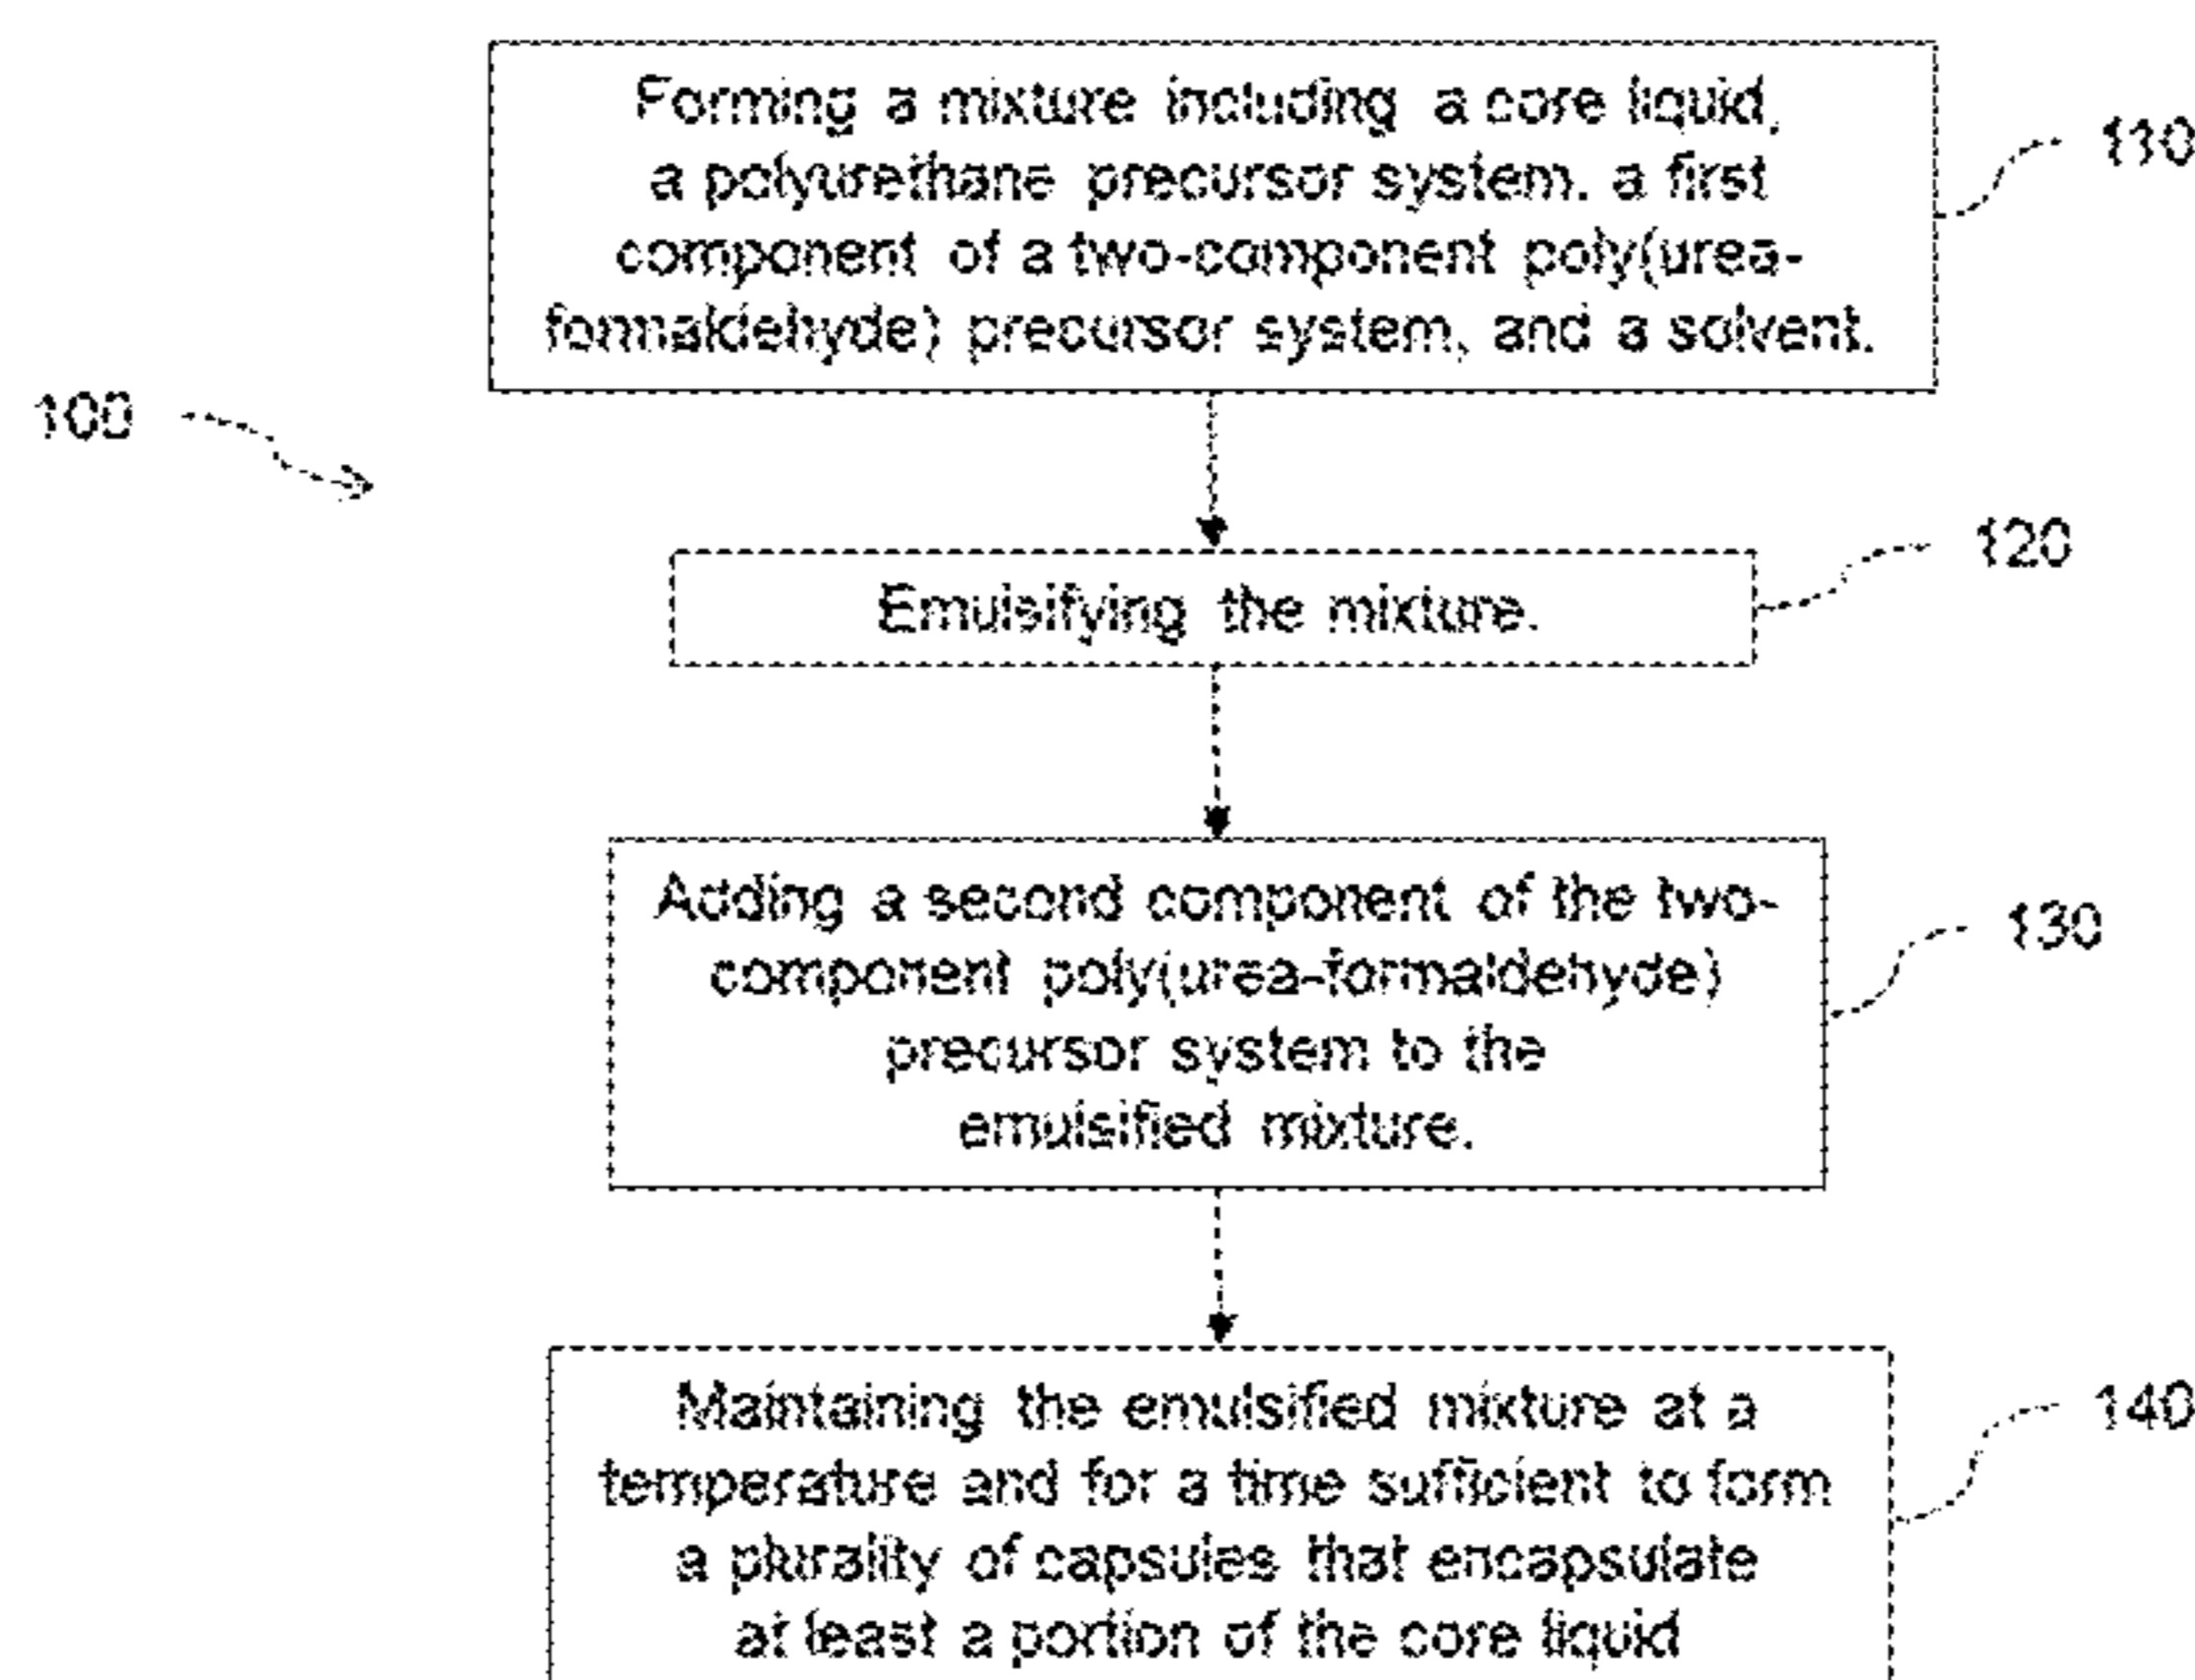 Forming a mixture including a core liquid,
a polyurethane precursor system, a first
component of a two-component poly(urea-
formaldehyde) precursor system, and a solvent.
110
100
Emulsifying the mixture.
120
Adding a second component of the two-
component poly(urea-formaldehyde)
precursor system to the
emulsified mixture.
130
Maintaining the emulsified mixture at a
temperature and for a time sufficient to form
a plurality of capsules that encapsulate
at least a portion of the core liquid
140